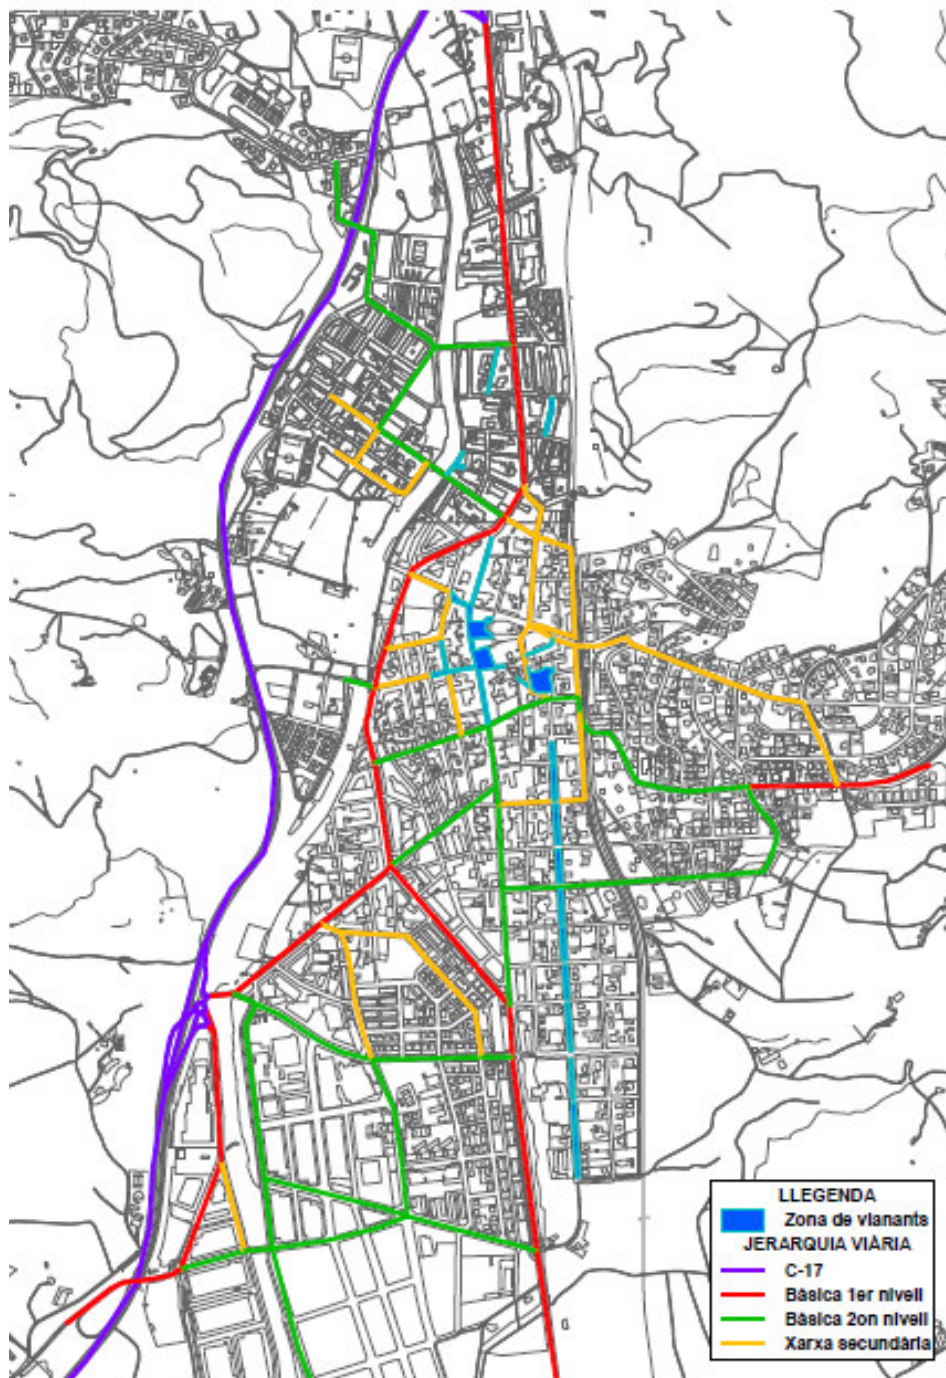 LLEGENDA
Zona de vianants
JERARQUIA VIÀRIA
C-17
Bàsica 1er nivell
Bàsica 2on nivell
Xarxa secundària